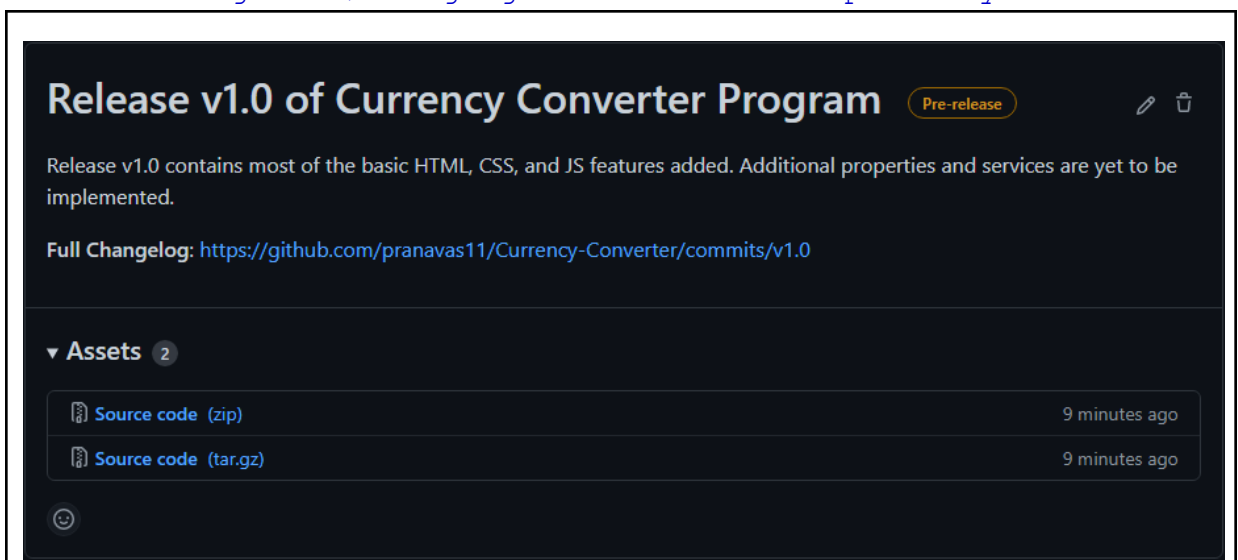 Release v1.0 of Currency Converter Program Pre-release
Release v1.0 contains most of the basic HTML, CSS, and JS features added. Additional properties and services are yet to be
implemented.
Full Changelog: https://github.com/pranavas11/Currency-Converter/commits/v1.0
Assets 2
Source code (zip) 9 minutes ago
Source code (tar.gz) 9 minutes ago